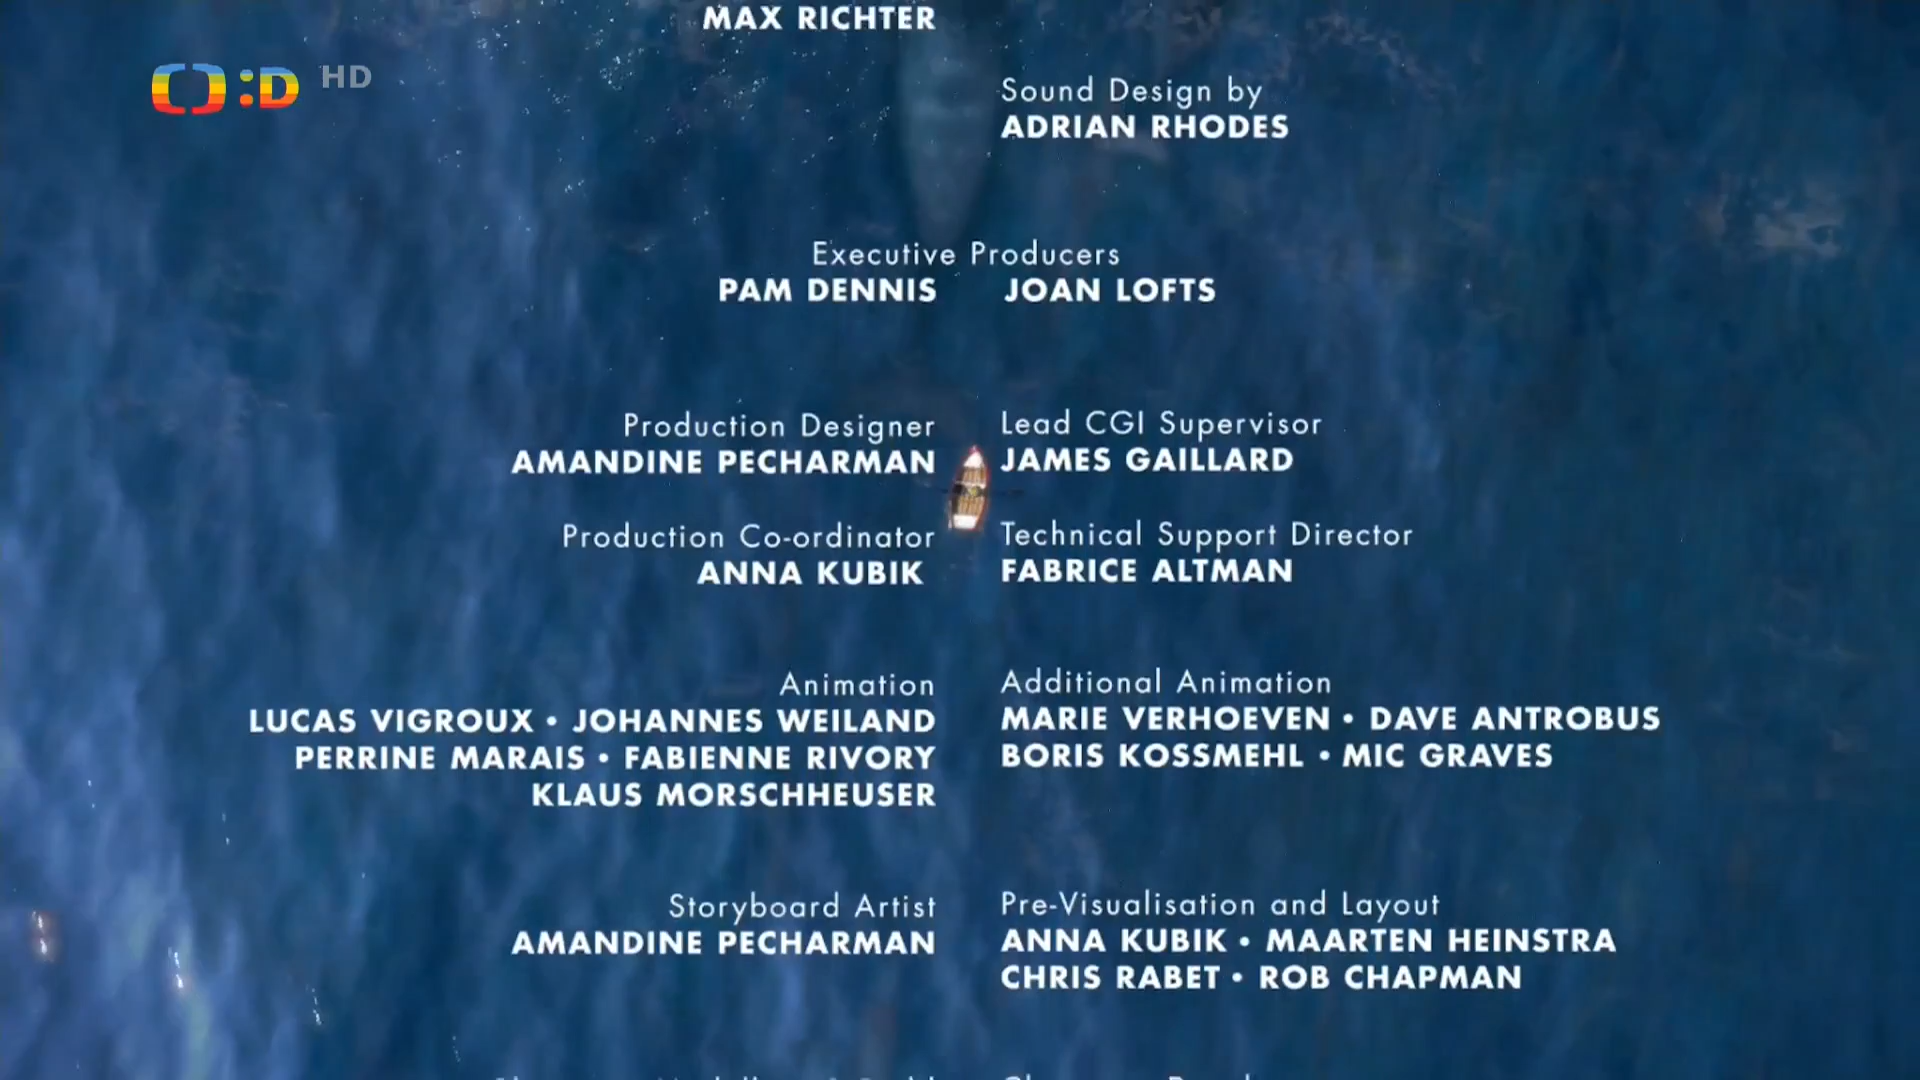 MAX RICHTER
:D HD
Sound Design by
ADRIAN RHODES
Executive Producers
PAM DENNIS JOAN LOFTS
Production Designer
AMANDINE PECHARMAN
Lead CGI Supervisor
JAMES GAILLARD
Production Co-ordinator
ANNA KUBIK
Technical Support Director
FABRICE ALTMAN
Animation
LUCAS VIGROUX • JOHANNES WEILAND
PERRINE MARAIS • FABIENNE RIVORY
KLAUS MORSCHHEUSER
Additional Animation
MARIE VERHOEVEN • DAVE ANTROBUS
BORIS KOSSMEHL • MIC GRAVES
Storyboard Artist
AMANDINE PECHARMAN
Pre-Visualisation and Layout
ANNA KUBIK • MAARTEN HEINSTRA
CHRIS RABET • ROB CHAPMAN